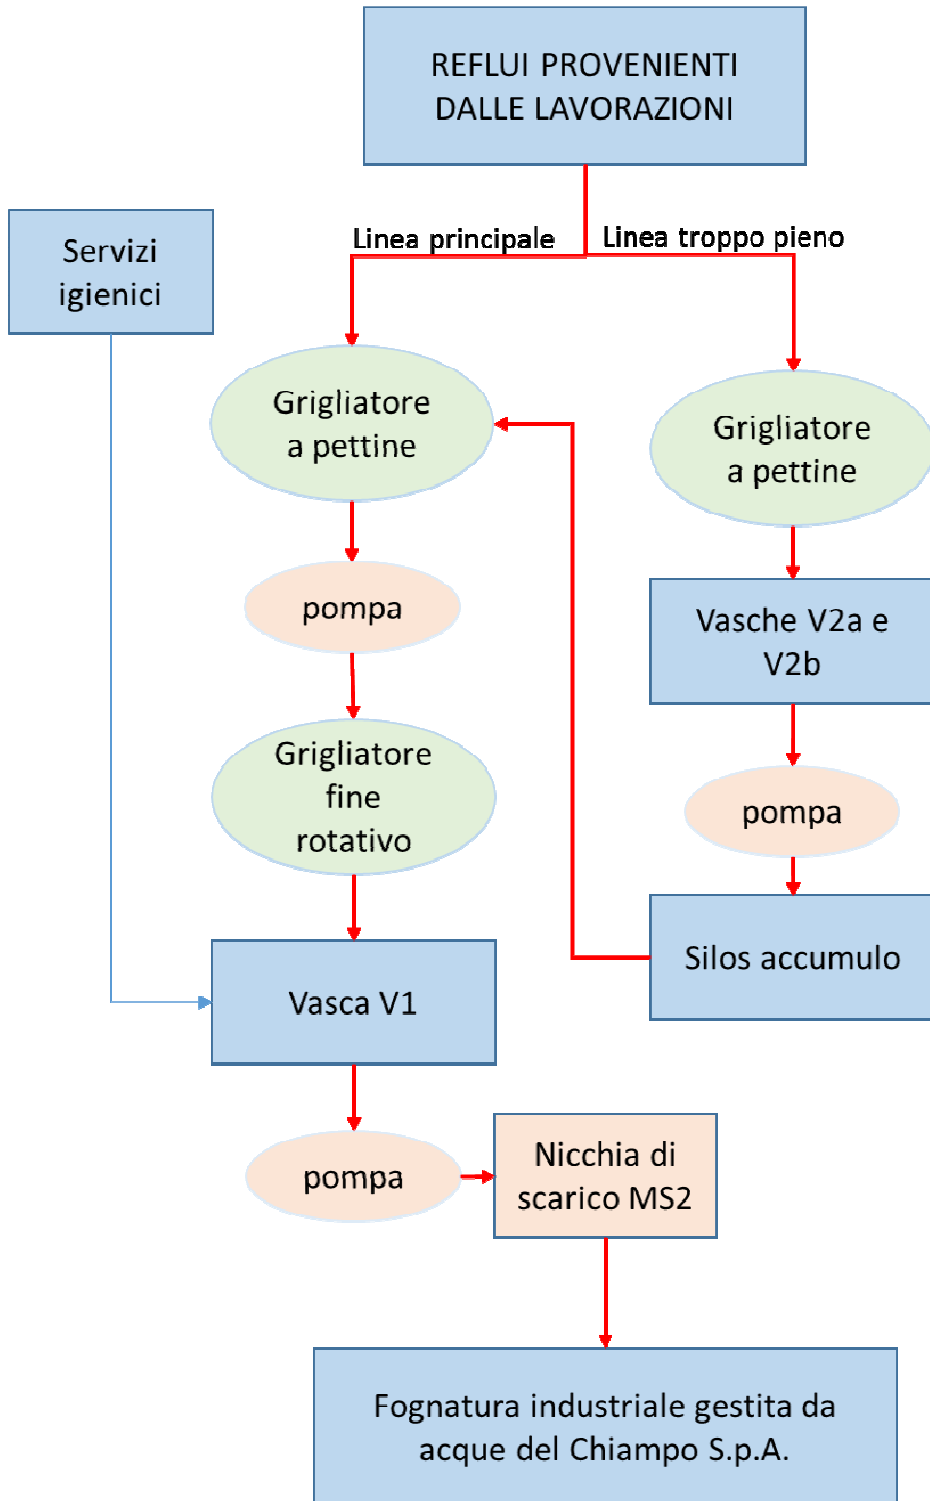 REFLUI PROVENIENTI
DALLE LAVORAZIONI
Servizi
igienici
Linea principale
Linea troppo pieno
Grigliatore
a pettine
Grigliatore
a pettine
pompa
Vasche V2a e
V2b
Grigliatore
fine
rotativo
pompa
Silos accumulo
Vasca V1
pompa
Nicchia di
scarico MS2
Fognatura industriale gestita da
acque del Chiampo S.p.A.